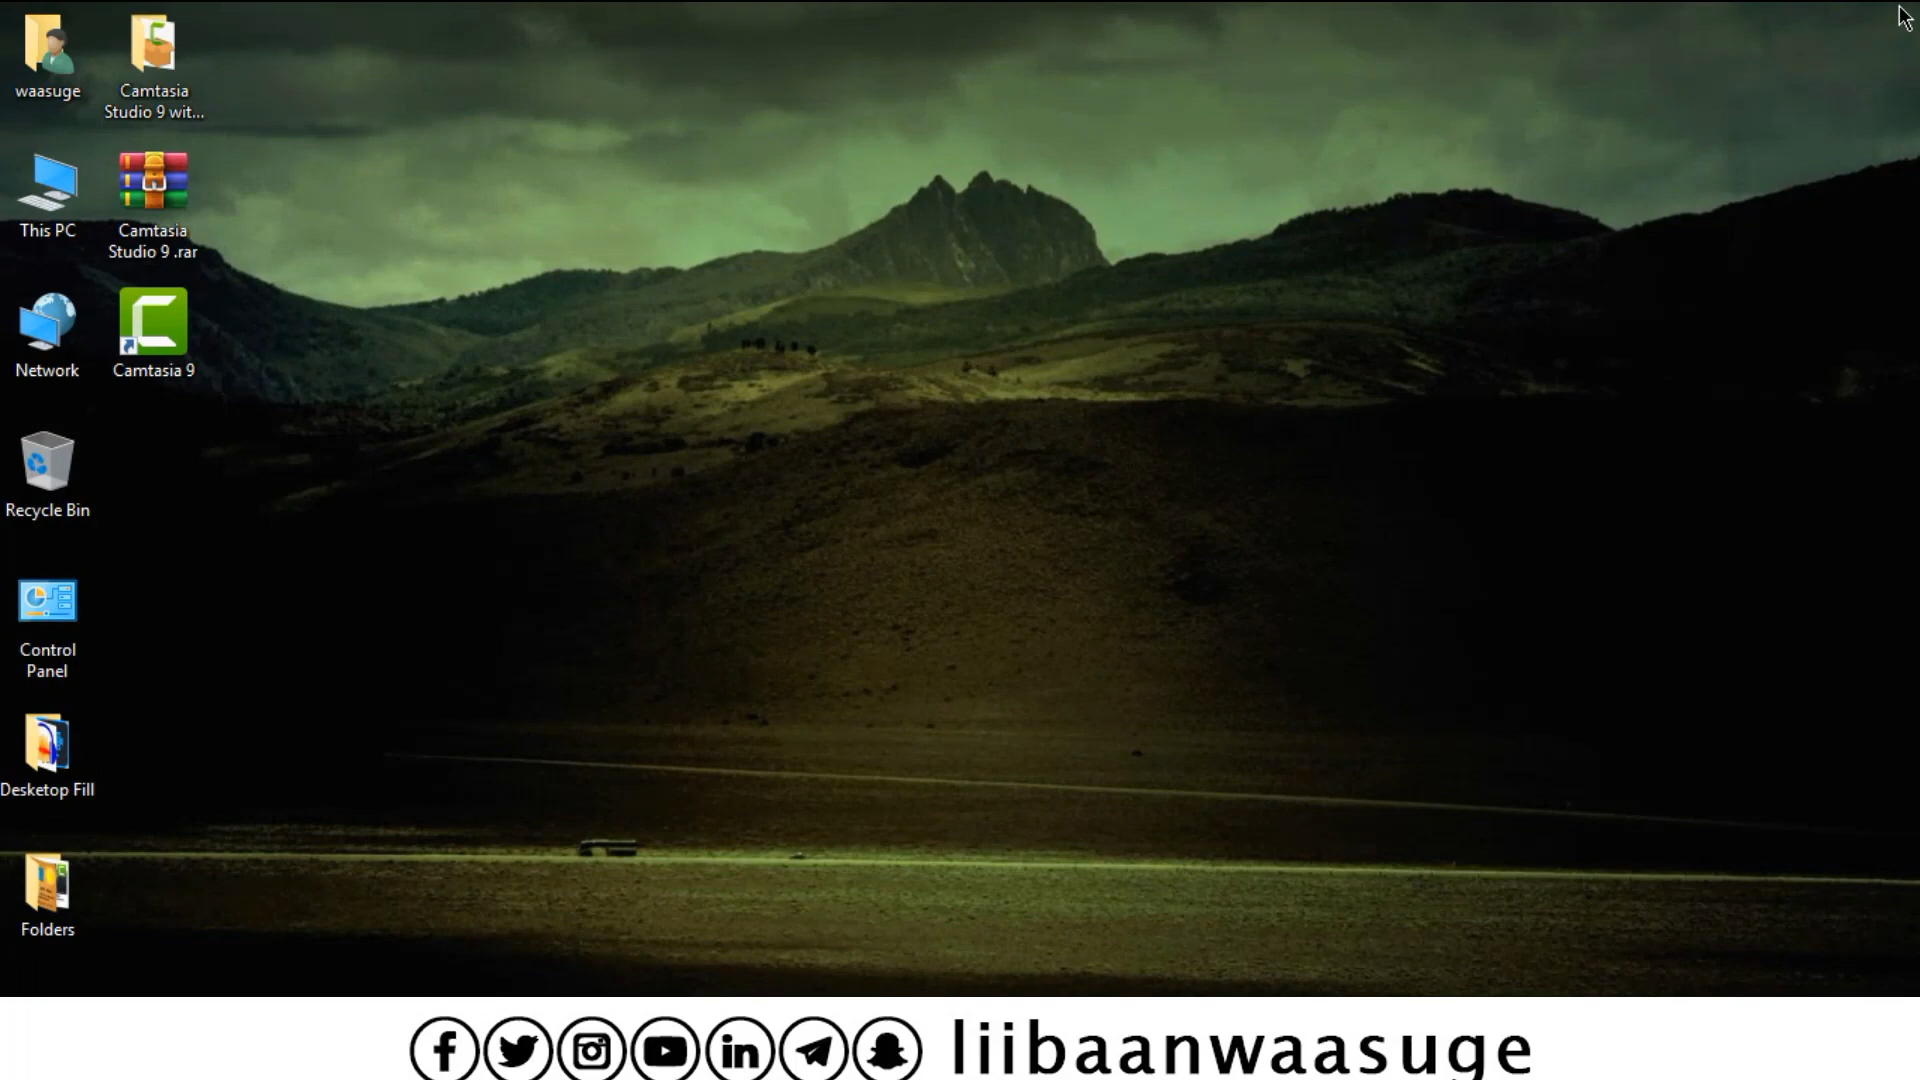 waasuge
Camtasia
Studio 9 wit...
This PC
Camtasia
Studio 9 .rar
Network
Camtasia 9
Recycle Bin
Control
Panel
Desketop Fill
Folders
liibaanwaasuge